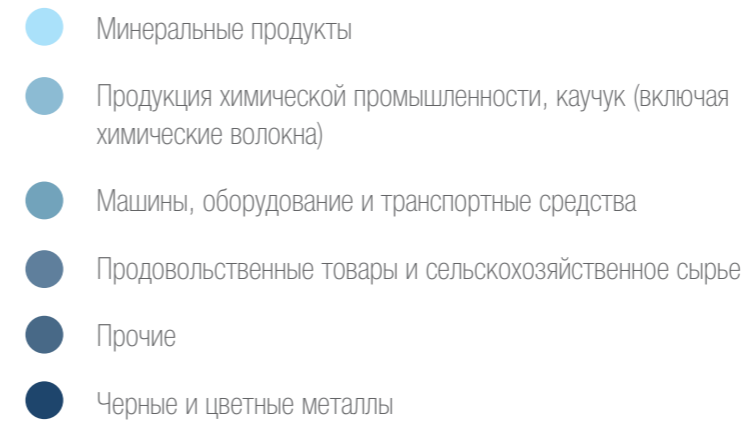 Минеральные продукты
Продукция химической промышленности, каучук (включая
химические волокна)
Машины, оборудование и транспортные средства
Продовольственные товары и сельскохозяйственное сырье
Прочие
Черные и цветные металлы